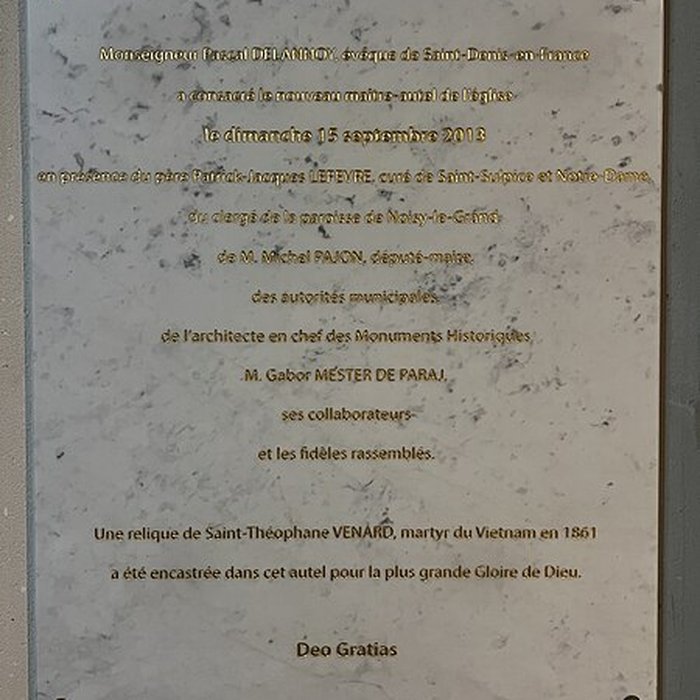 Monseigneur Pascal DELANNOY, évêque de Saint-Denis-en-France
a consacré le nouveau maître-autel de l'église
le dimanche 15 septembre 2013
en présence du père Patrick-Jacques LEFEVRE, curé de Saint-Sulpice et Notre-Dame,
du clergé de la paroisse de Noisy-le-Grand
de M. Michel PAJON, député-maire,
des autorités municipales,
de l'architecte en chef des Monuments Historiques,
M. Gabor MESTER DE PARAJ,
ses collaborateurs
et les fidèles rassemblés.
Une relique de Saint-Théophane VENARD, martyr du Vietnam en 1861
a été encastrée dans cet autel pour la plus grande Gloire de Dieu.
Deo Gratias